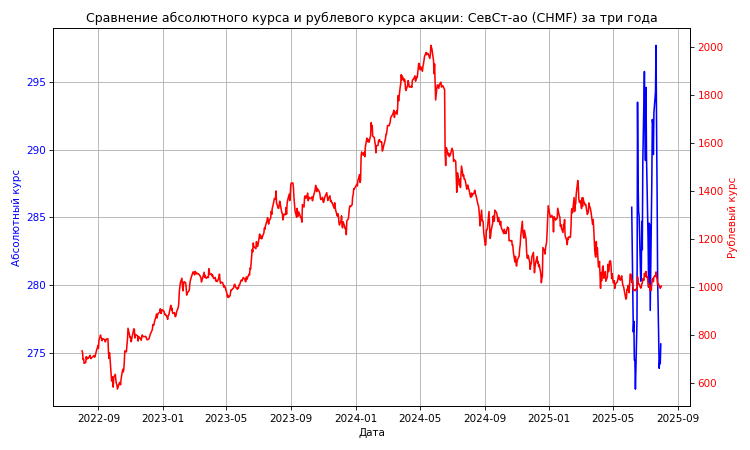 Сравнение абсолютного курса и рублевого курса акции: СевСт-ао (CHMF) за три года
Абсолютный курс
295
290
285
280
275
2000
1800
1600
1400
1200
1000
800
600
Рублевый курс
2022-09 2023-01 2023-05 2023-09 2024-01 2024-05 2024-09 2025-01 2025-05 2025-09
Дата